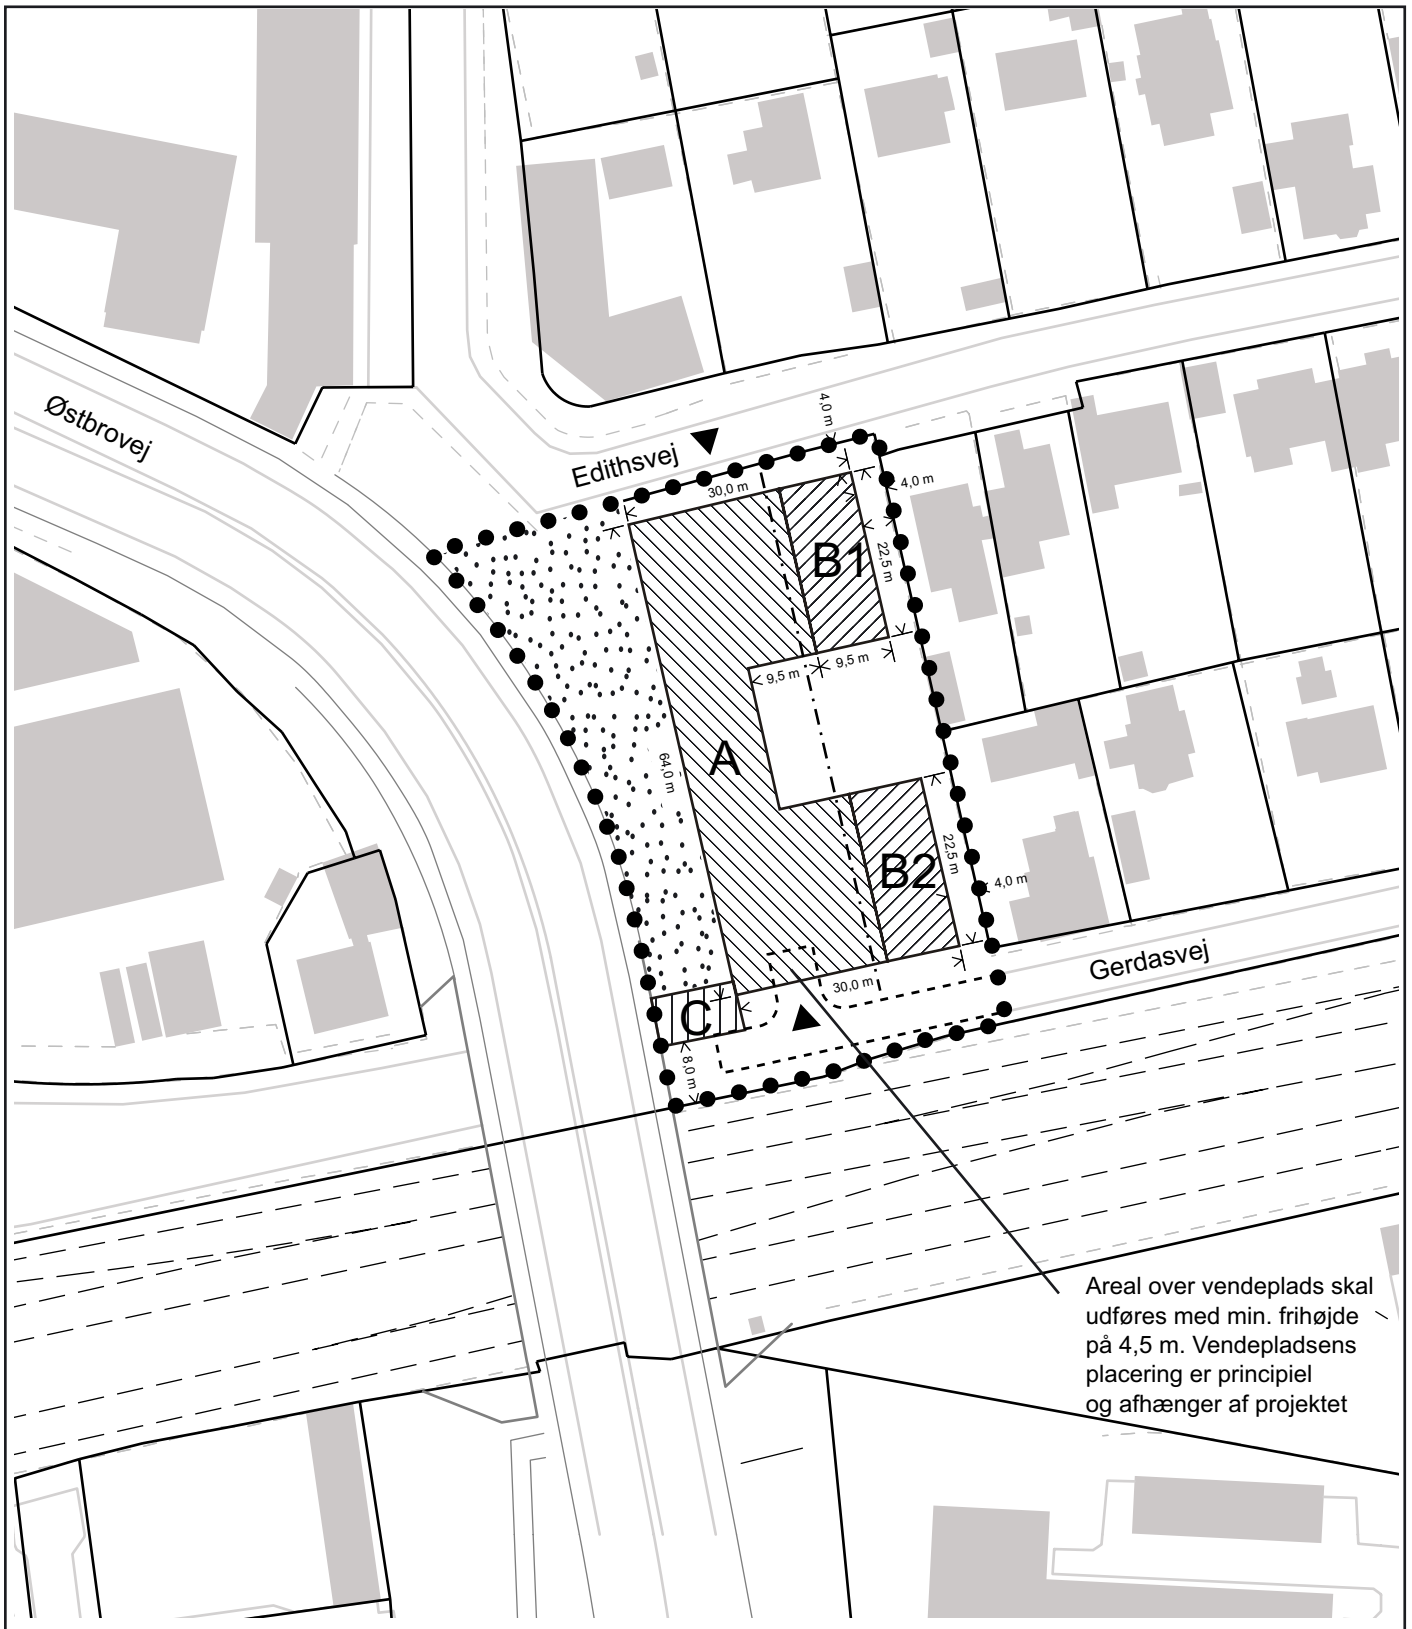 4,0 m
Østbrovej
Edithsvej
30,0 m
4,0 m
B1
22,5 m
9,5 m
9,5 m
A
64,0 m
B2
22,5 m
4,0 m
Gerdasvej
30,0 m
C
8,0 m
Areal over vendeplads skal
udføres med min. frihøjde
på 4,5 m. Vendepladsens
placering er principiel
og afhænger af projektet